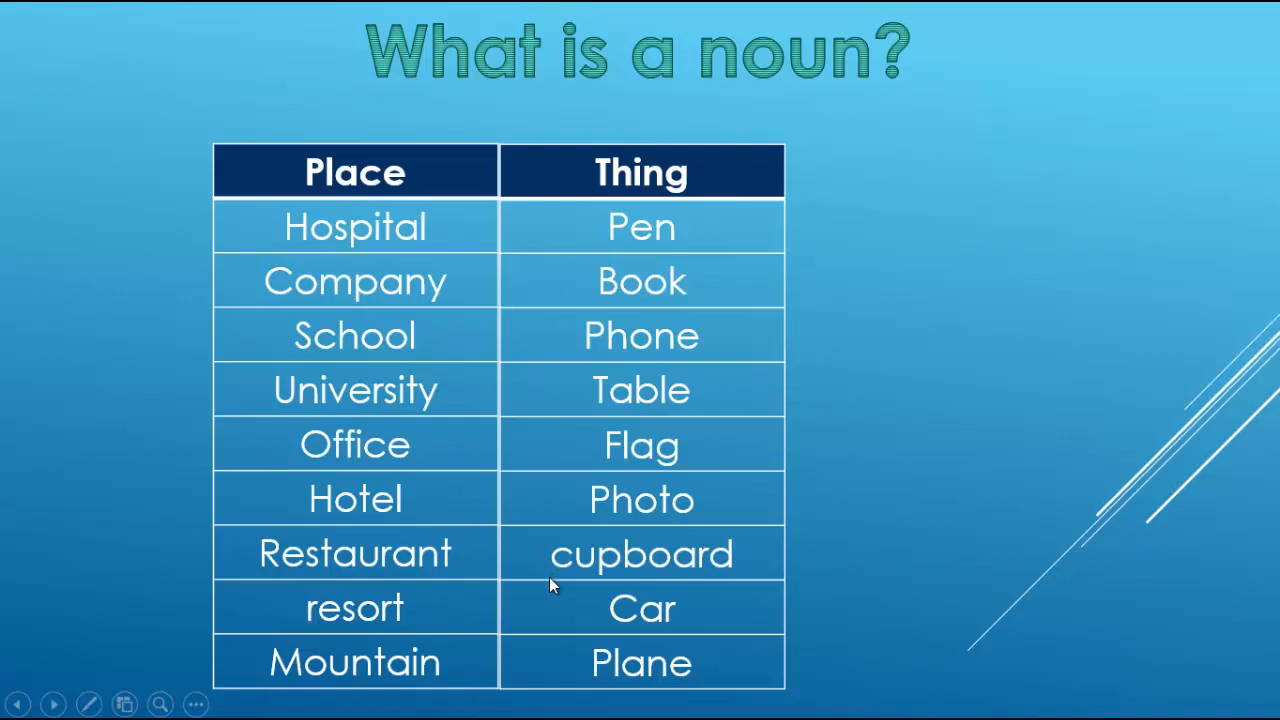 What is a noun?
Place Thing
Hospital Pen
Company Book
School Phone
University Table
Office Flag
Hotel Photo
Restaurant cupboard
resort Car
Mountain Plane